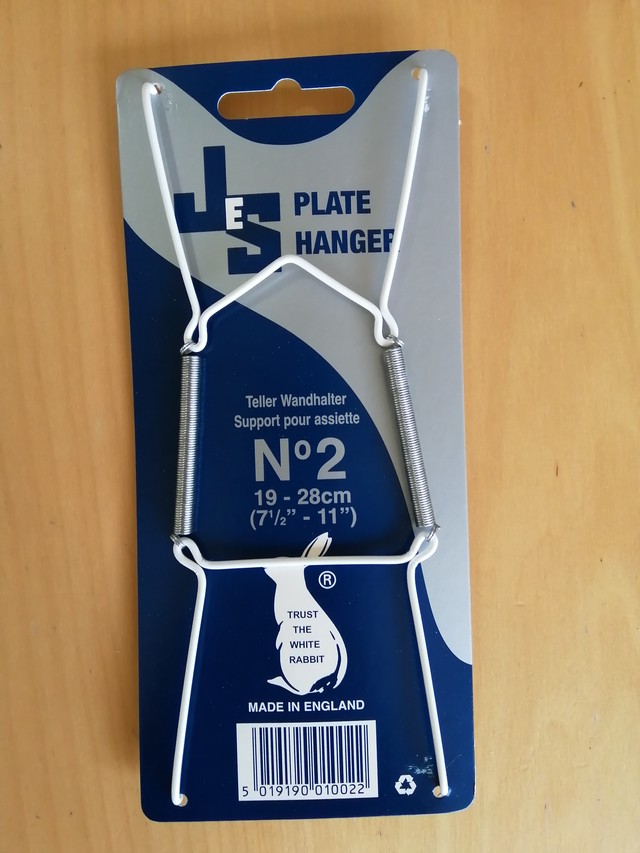 JES
PLATE
HANGER
Teller Wandhalter
Support pour assiette
Nº2
19 - 28cm
(7½” - 11”)
®
TRUST
THE
WHITE
RABBIT
MADE IN ENGLAND
5 019190 010022